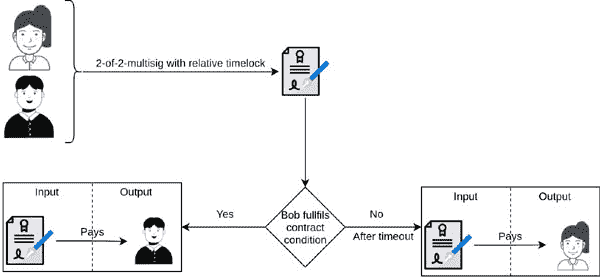 2-of-2-multisig with relative timelock
Bob fullfils
contract
condition
Yes
No
After timeout
Input
Output
Pays
Input
Output
Pays